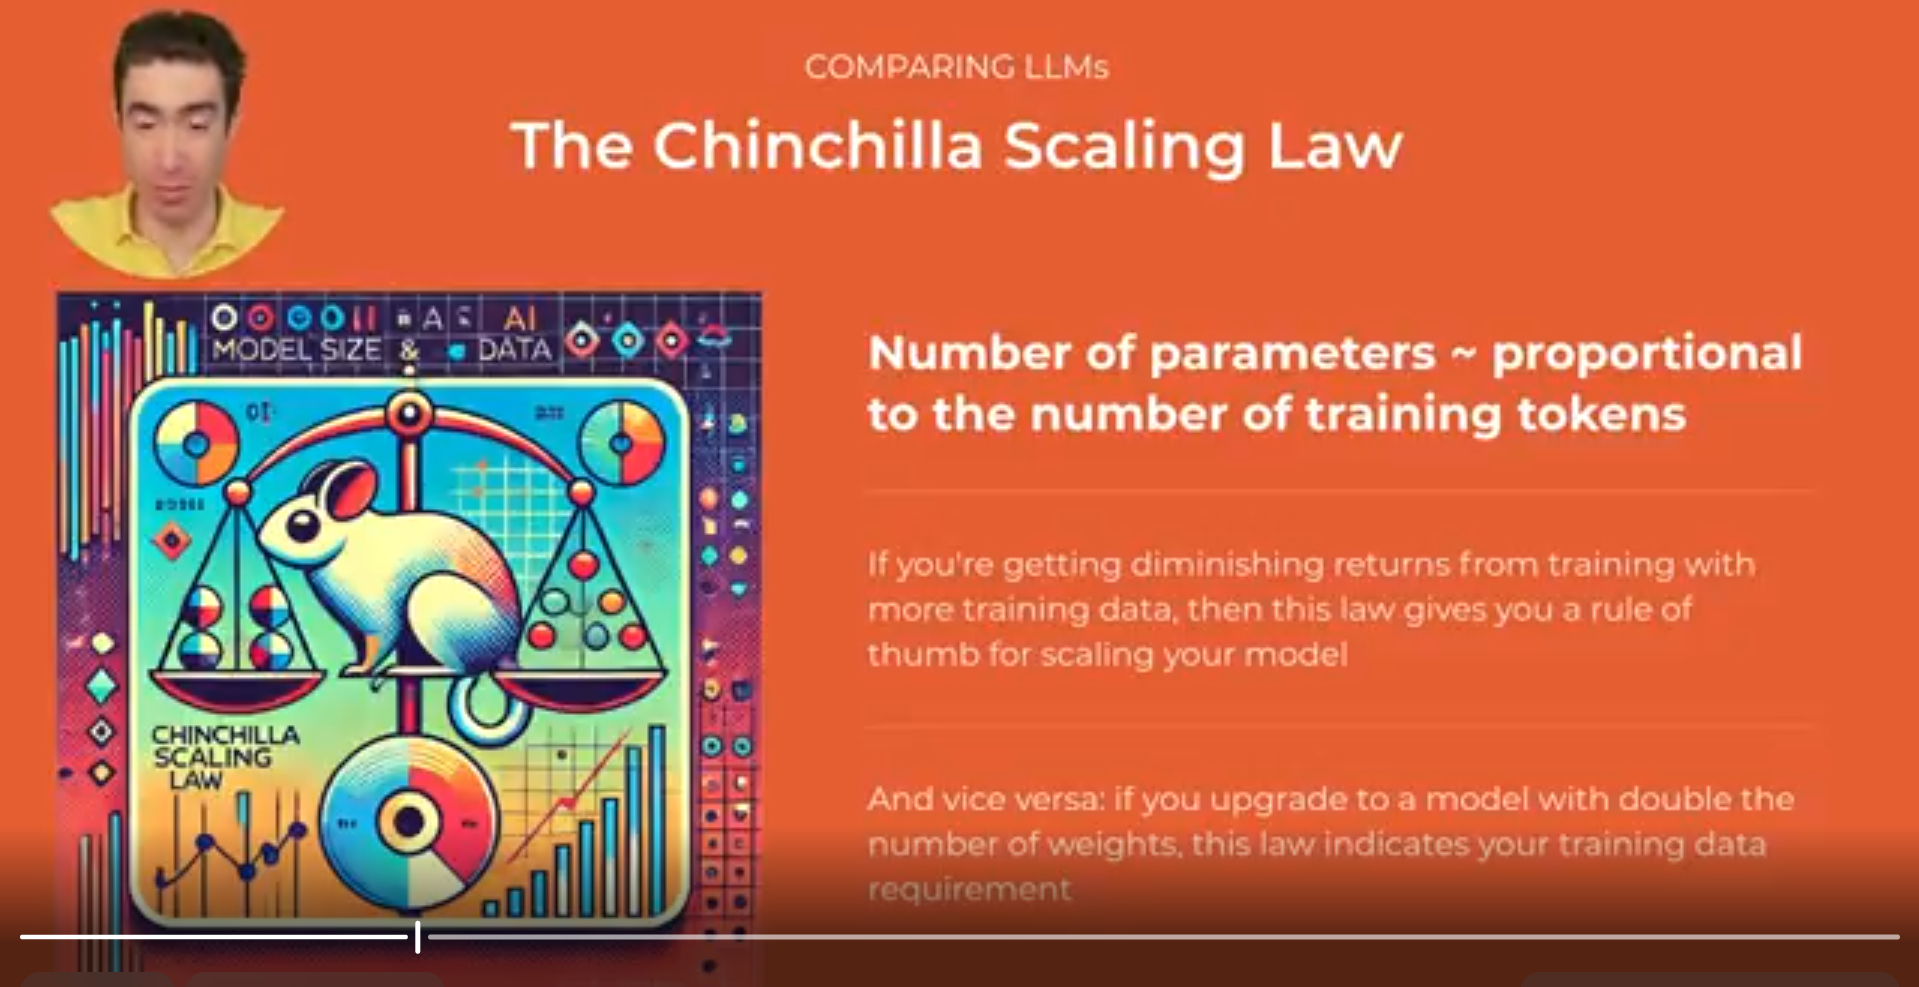 COMPARING LLMs
The Chinchilla Scaling Law
AI
MODEL SIZE & DATA
CHINCHILLA
SCALING
LAW
Number of parameters ~ proportional
to the number of training tokens
If you're getting diminishing returns from training with
more training data, then this law gives you a rule of
thumb for scaling your model
And vice versa: if you upgrade to a model with double the
number of weights, this law indicates your training data
requirement